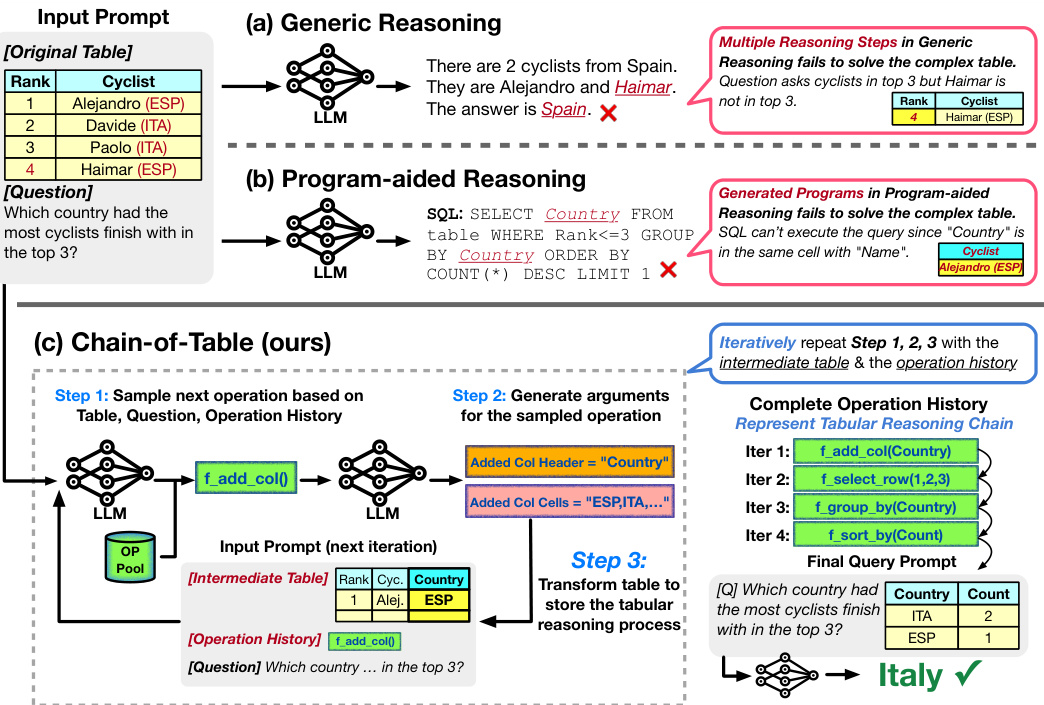 Input Prompt
[Original Table]
Rank Cyclist
1 Alejandro (ESP)
2 Davide (ITA)
3 Paolo (ITA)
4 Haimar (ESP)
[Question]
Which country had the
most cyclists finish with in
the top 3?
(a) Generic Reasoning
LLM
There are 2 cyclists from Spain.
They are Alejandro and Haimar.
The answer is Spain.
Multiple Reasoning Steps in Generic
Reasoning fails to solve the complex table.
Question asks cyclists in top 3 but Haimar is
not in top 3.
Rank Cyclist
4 Haimar (ESP)
(b) Program-aided Reasoning
LLM
SQL: SELECT Country FROM
table WHERE Rank<=3 GROUP
BY Country ORDER BY
COUNT(*) DESC LIMIT 1
Generated Programs in Program-aided
Reasoning fails to solve the complex table.
SQL can't execute the query since "Country" is
in the same cell with "Name".
Cyclist
Alejandro (ESP)
(c) Chain-of-Table (ours)
Step 1: Sample next operation based on
Table, Question, Operation History
LLM
OP
Pool
f_add_col()
LLM
Step 2: Generate arguments
for the sampled operation
Added Col Header = "Country"
Added Col Cells = "ESP,ITA,..."
Step 3:
Transform table to
store the tabular
reasoning process
Input Prompt (next iteration)
[Intermediate Table]
Rank Cyc. Country
1 Alej. ESP
[Operation History] f_add_col()
[Question] Which country ... in the top 3?
Iteratively repeat Step 1, 2, 3 with the
intermediate table & the operation history
Complete Operation History
Represent Tabular Reasoning Chain
Iter 1: f_add_col(Country)
Iter 2: f_select_row(1,2,3)
Iter 3: f_group_by(Country)
Iter 4: f_sort_by(Count)
Final Query Prompt
[Q] Which country had
the most cyclists finish
with in the top 3?
Country Count
ITA 2
ESP 1
Italy